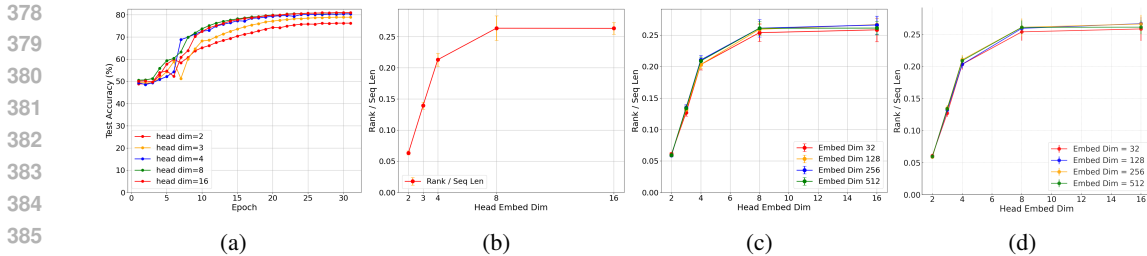 378
379
380
381
382
383
384
385
Test Accuracy (%)
80
70
60
50
40
30
20
10
0
head dim=2
head dim=3
head dim=4
head dim=8
head dim=16
0 5 10 15 20 25 30
Epoch
(a)
Rank / Seq Len
0.25
0.20
0.15
0.10
0.05
0.00
Rank / Seq Len
2 3 4 8 16
Head Embed Dim
(b)
Rank / Seq Len
0.25
0.20
0.15
0.10
0.05
0.00
Embed Dim 32
Embed Dim 128
Embed Dim 256
Embed Dim 512
2 4 6 8 10 12 14 16
Head Embed Dim
(c)
Rank / Seq Len
0.25
0.20
0.15
0.10
0.05
0.00
Embed Dim = 32
Embed Dim = 128
Embed Dim = 256
Embed Dim = 512
2 4 6 8 10 12 14 16
Head Embed Dim
(d)